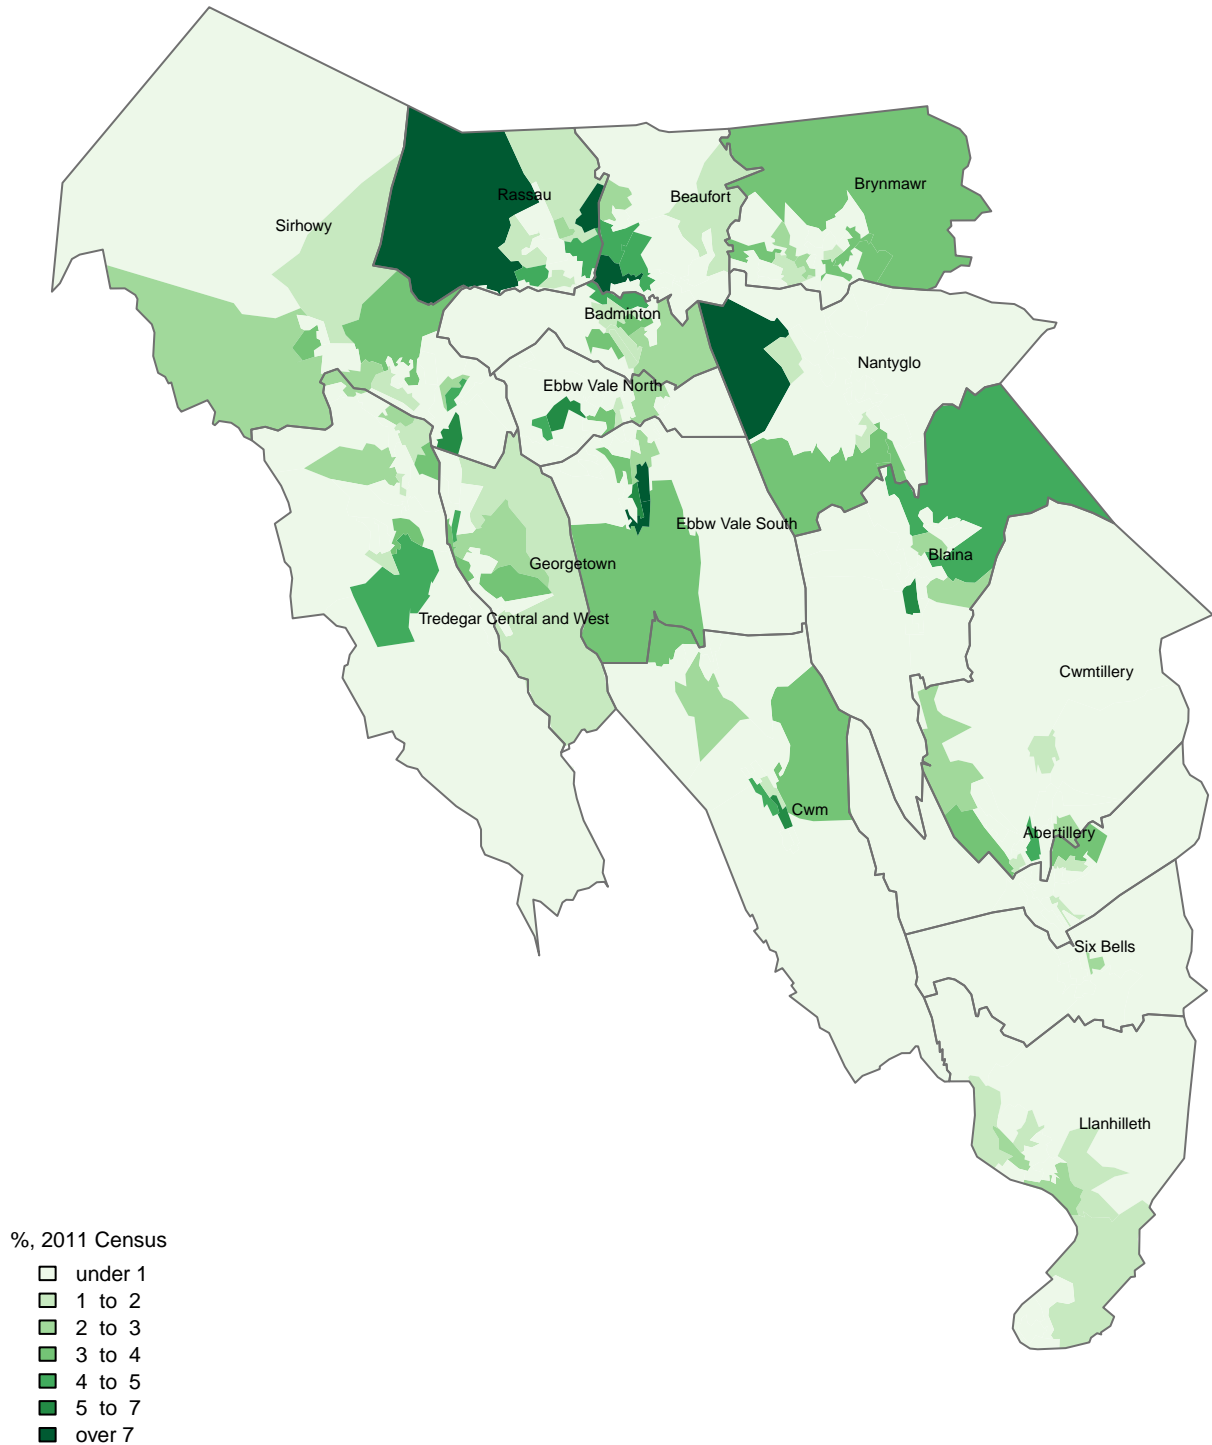 Brynmawr
Rassau
Beaufort
Sirhowy
Badminton
Nantyglo
Ebbw Vale North
Ebbw Vale South
Blaina
Georgetown
Tredegar Central and West
Cwmtillery
Cwm
Abertillery
Six Bells
Llanhilleth
%, 2011 Census
under 1
1 to 2
2 to 3
3 to 4
4 to 5
5 to 7
over 7